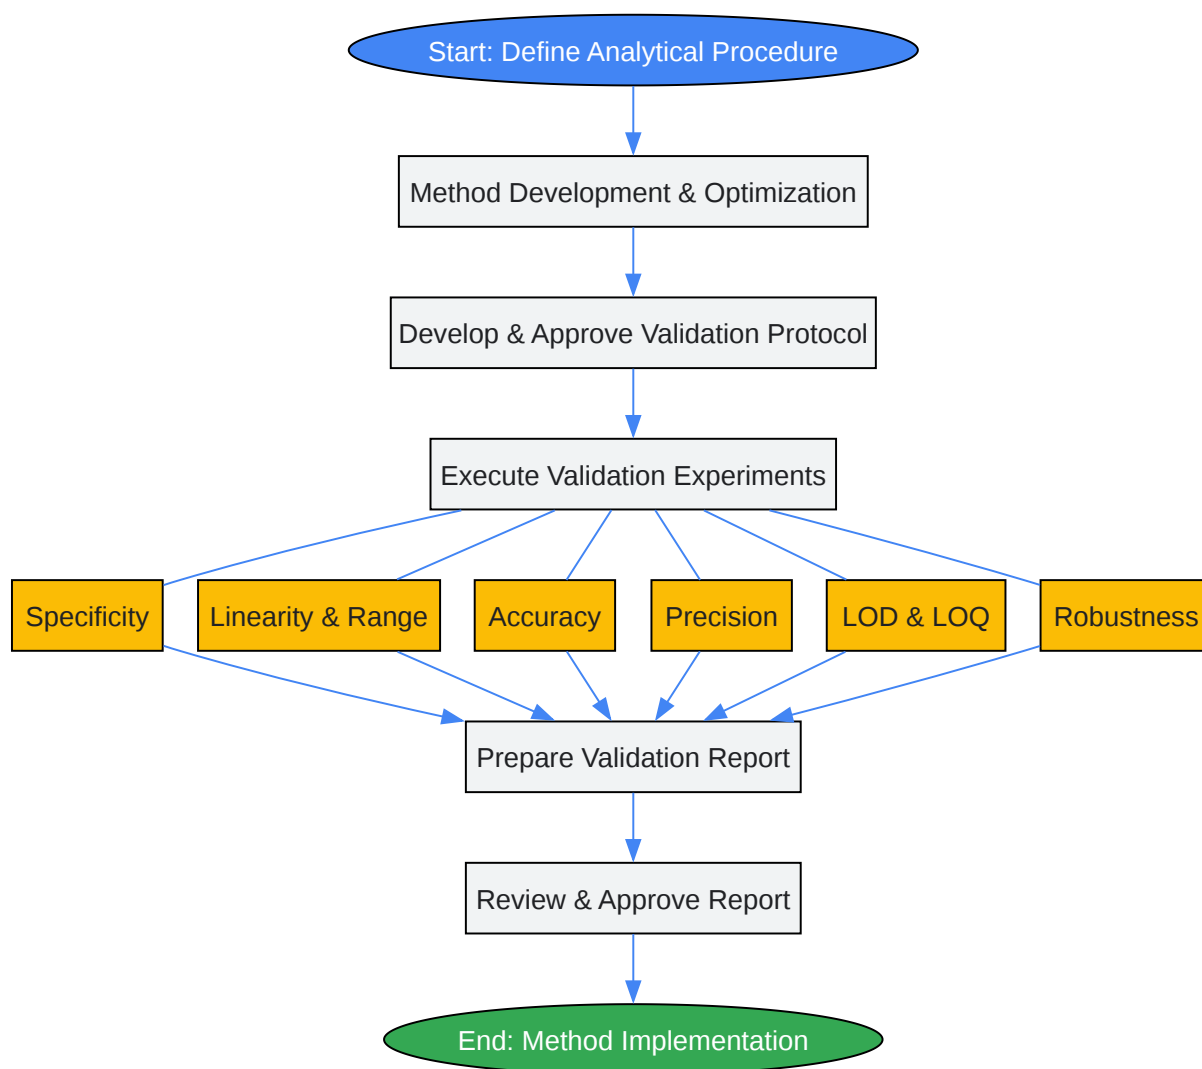 Start: Define Analytical Procedure
Method Development & Optimization
Develop & Approve Validation Protocol
Execute Validation Experiments
Specificity
Linearity & Range
Accuracy
Precision
LOD & LOQ
Robustness
Prepare Validation Report
Review & Approve Report
End: Method Implementation